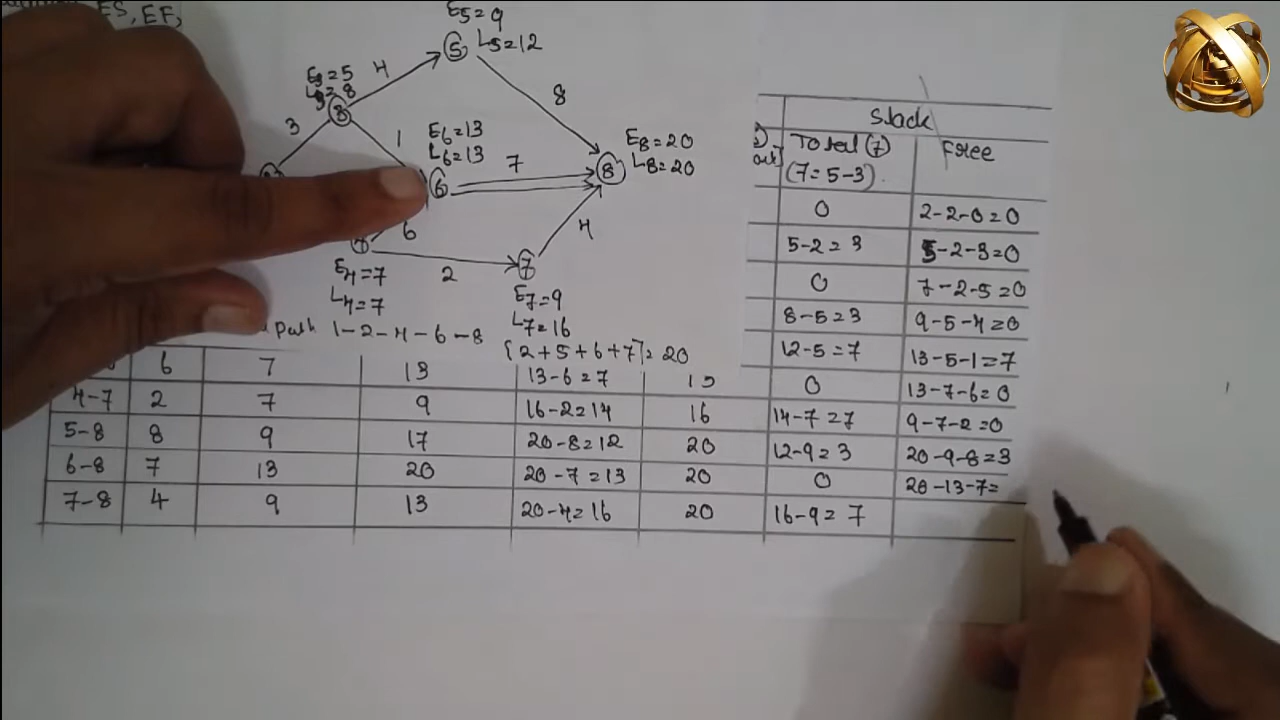 ES, EF,
E5=9
L5=12
4
E3=5
L3=8
3
5
8
3
1
E6=13
L6=13
7
6
E8=20
L8=20
8
6
4
2
7
E4=7
L4=7
E7=9
L7=16
path 1-2-4-6-8
{2+5+6+7}=20
Slack
Total (7) Free
(7=5-3)
0 2-2-0=0
5-2=3 5-2-3=0
0 7-2-5=0
8-5=3 9-5-4=0
12-5=7 13-5-1=7
6 7 13 13-6=7 13 0 13-7-6=0
4-7 2 7 9 16-2=14 16 14-7=7 9-7-2=0
5-8 8 9 17 20-8=12 20 12-9=3 20-9-8=3
6-8 7 13 20 20-7=13 20 0 20-13-7=
7-8 4 9 13 20-4=16 20 16-9=7